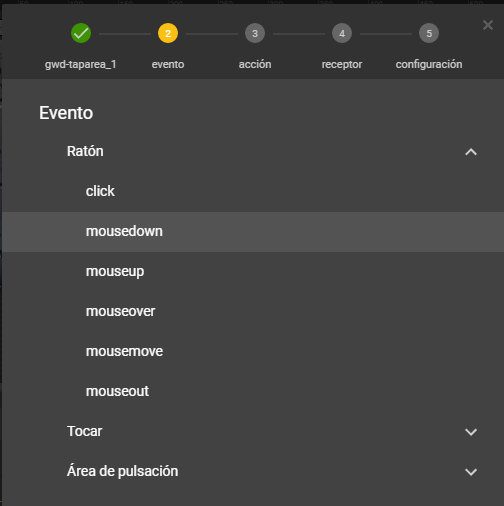 2 3 4 5
gwd-taparea_1 evento acción receptor configuración
Evento
Ratón
click
mousedown
mouseup
mouseover
mousemove
mouseout
Tocar
Área de pulsación